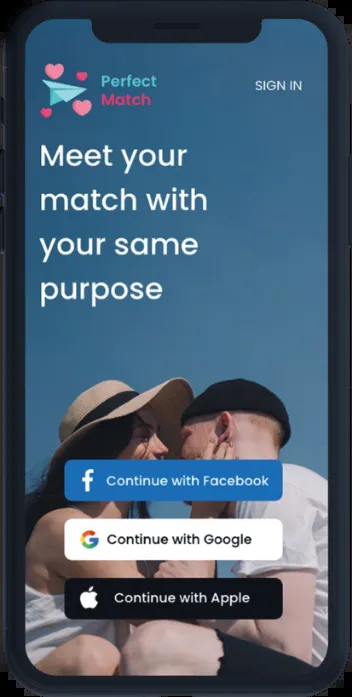 Perfect
Match
SIGN IN
Meet your
match with
your same
purpose
Continue with Facebook
Continue with Google
Continue with Apple